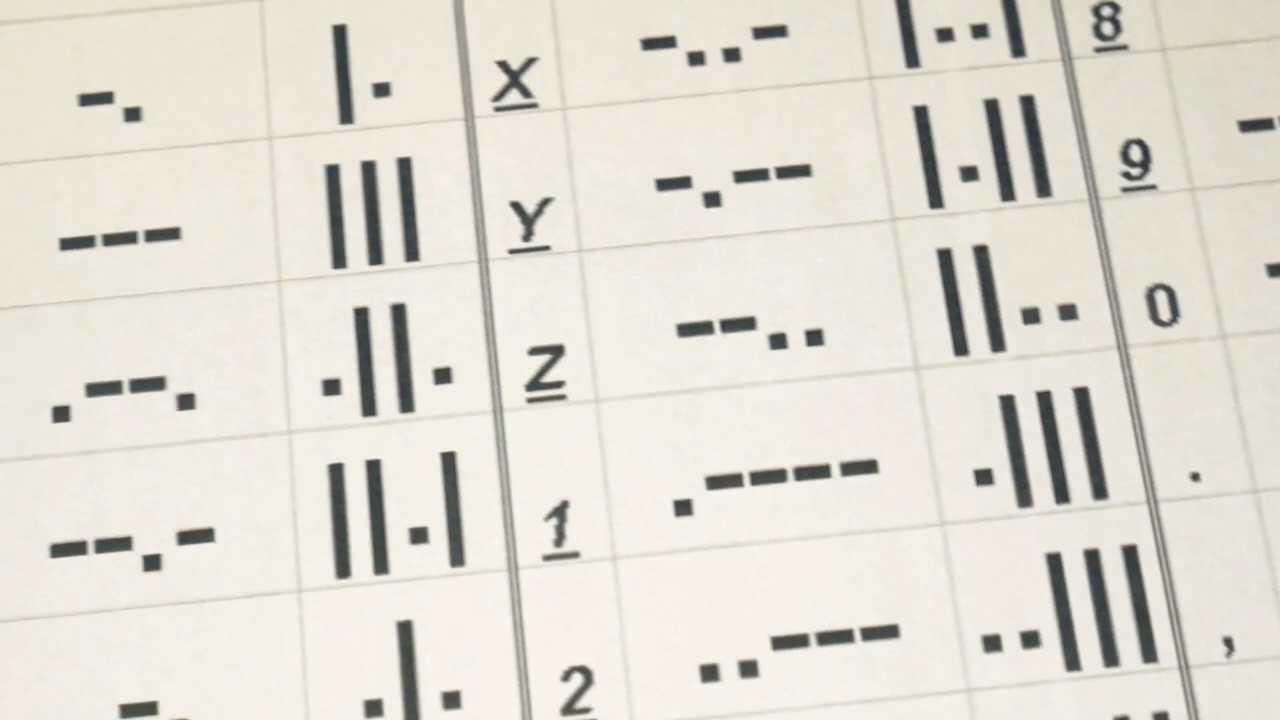 -. |. X -..- |..| 8
--- ||| Y -.-- |.|| 9
.--. .||. Z --.. ||.. 0
--.- ||.| 1 .---- .||| .
.|. 2 ..--- ..||| ,